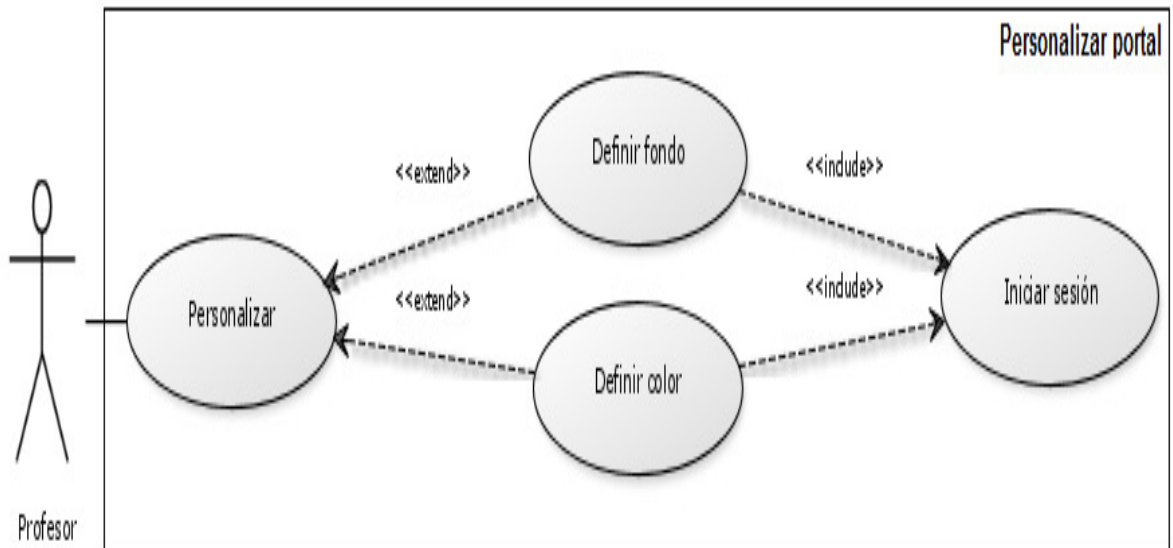 Personalizar portal
Definir fondo
<<extend>>
<<include>>
Personalizar
<<extend>>
<<include>>
Iniciar sesión
Definir color
Profesor